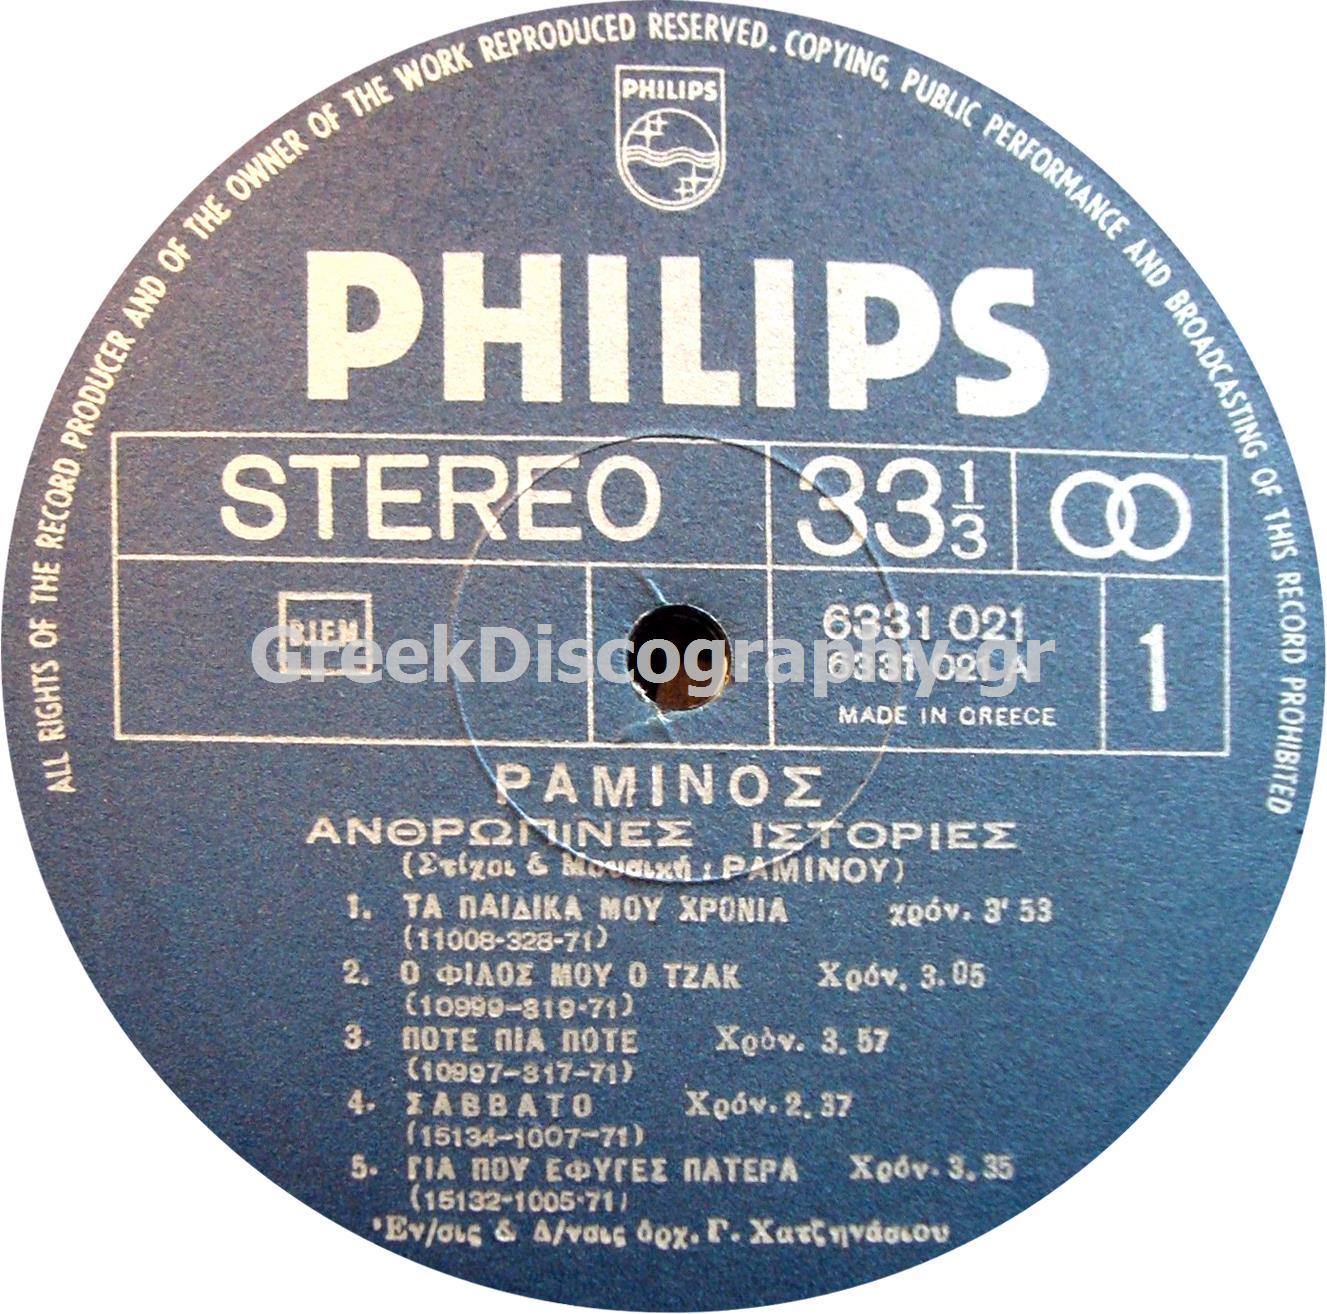 ALL RIGHTS OF THE RECORD PRODUCER AND OF THE OWNER OF THE WORK REPRODUCED RESERVED. COPYING, PUBLIC PERFORMANCE AND BROADCASTING OF THIS RECORD PROHIBITED
PHILIPS
PHILIPS
STEREO 33 1/3
BIEM
6331 021
6331 021 A
1
MADE IN GREECE
GreekDiscography.gr
ΡΑΜΙΝΟΣ
ΑΝΘΡΩΠΙΝΕΣ ΙΣΤΟΡΙΕΣ
(Στίχοι & Μουσική : ΡΑΜΙΝΟΥ)
1. ΤΑ ΠΑΙΔΙΚΑ ΜΟΥ ΧΡΟΝΙΑ χρόν. 3' 53
(11008-328-71)
2. Ο ΦΙΛΟΣ ΜΟΥ Ο ΤΖΑΚ Χρόν. 3.05
(10999-319-71)
3. ΠΟΤΕ ΠΙΑ ΠΟΤΕ Χρόν. 3.57
(10997-317-71)
4. ΣΑΒΒΑΤΟ Χρόν. 2.37
(15134-1007-71)
5. ΓΙΑ ΠΟΥ ΕΦΥΓΕΣ ΠΑΤΕΡΑ Χρόν. 3.35
(15132-1005-71)
Ἐν/σις & Δ/νσις ὀρχ. Γ. Χατζηνάσιου